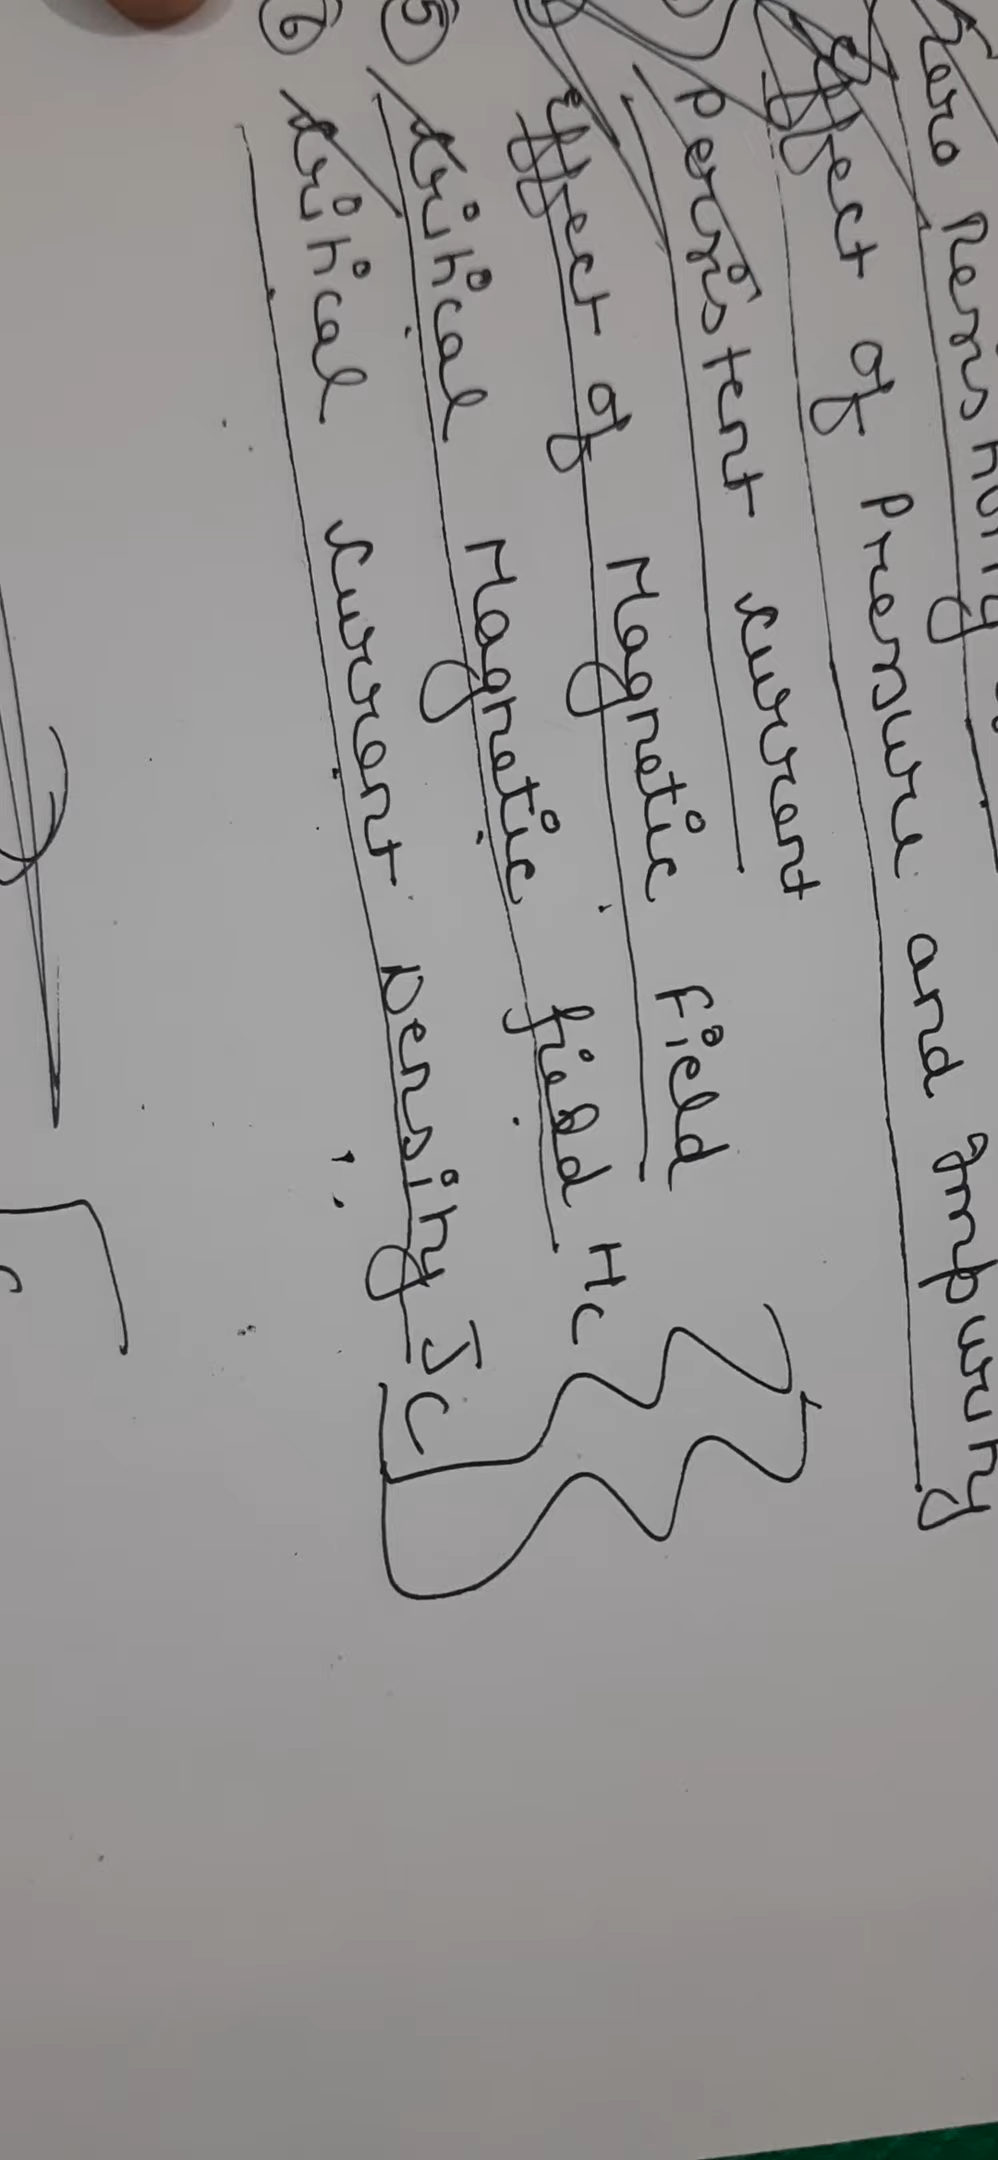 Zero Resistivity
Effect of Pressure and Impurity
Persistent current
Effect of Magnetic Field
⑤ critical Magnetic field Hc
⑥ critical current Density Jc